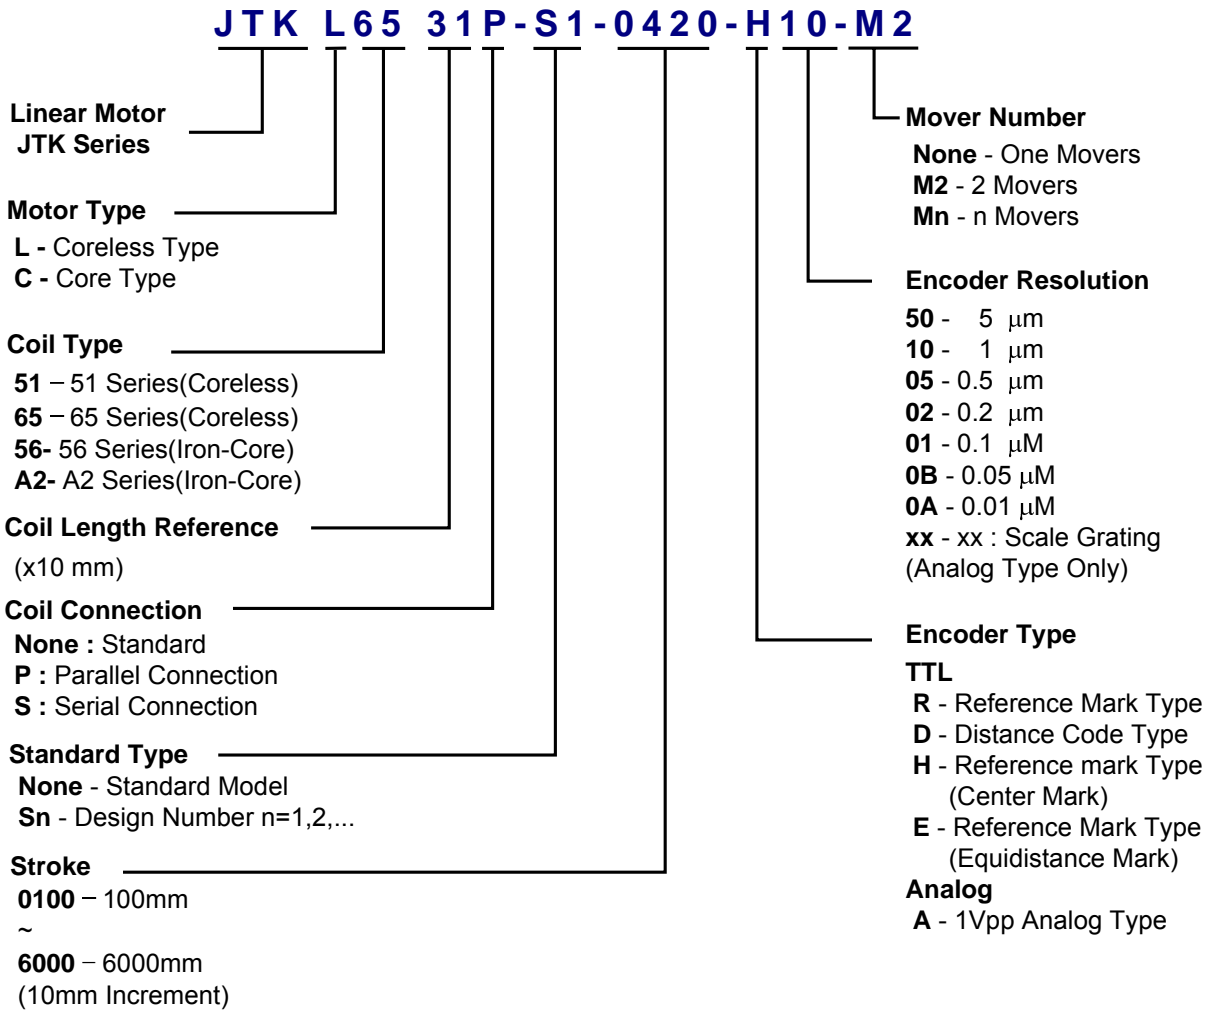 JTK L65 31P-S1-0420-H10-M2
Linear Motor
JTK Series
Motor Type
L - Coreless Type
C - Core Type
Coil Type
51 – 51 Series(Coreless)
65 – 65 Series(Coreless)
56- 56 Series(Iron-Core)
A2- A2 Series(Iron-Core)
Coil Length Reference
(x10 mm)
Coil Connection
None : Standard
P : Parallel Connection
S : Serial Connection
Standard Type
None - Standard Model
Sn - Design Number n=1,2,...
Stroke
0100 – 100mm
~
6000 – 6000mm
(10mm Increment)
Mover Number
None - One Movers
M2 - 2 Movers
Mn - n Movers
Encoder Resolution
50 - 5 μm
10 - 1 μm
05 - 0.5 μm
02 - 0.2 μm
01 - 0.1 μM
0B - 0.05 μM
0A - 0.01 μM
xx - xx : Scale Grating
(Analog Type Only)
Encoder Type
TTL
R - Reference Mark Type
D - Distance Code Type
H - Reference mark Type
(Center Mark)
E - Reference Mark Type
(Equidistance Mark)
Analog
A - 1Vpp Analog Type